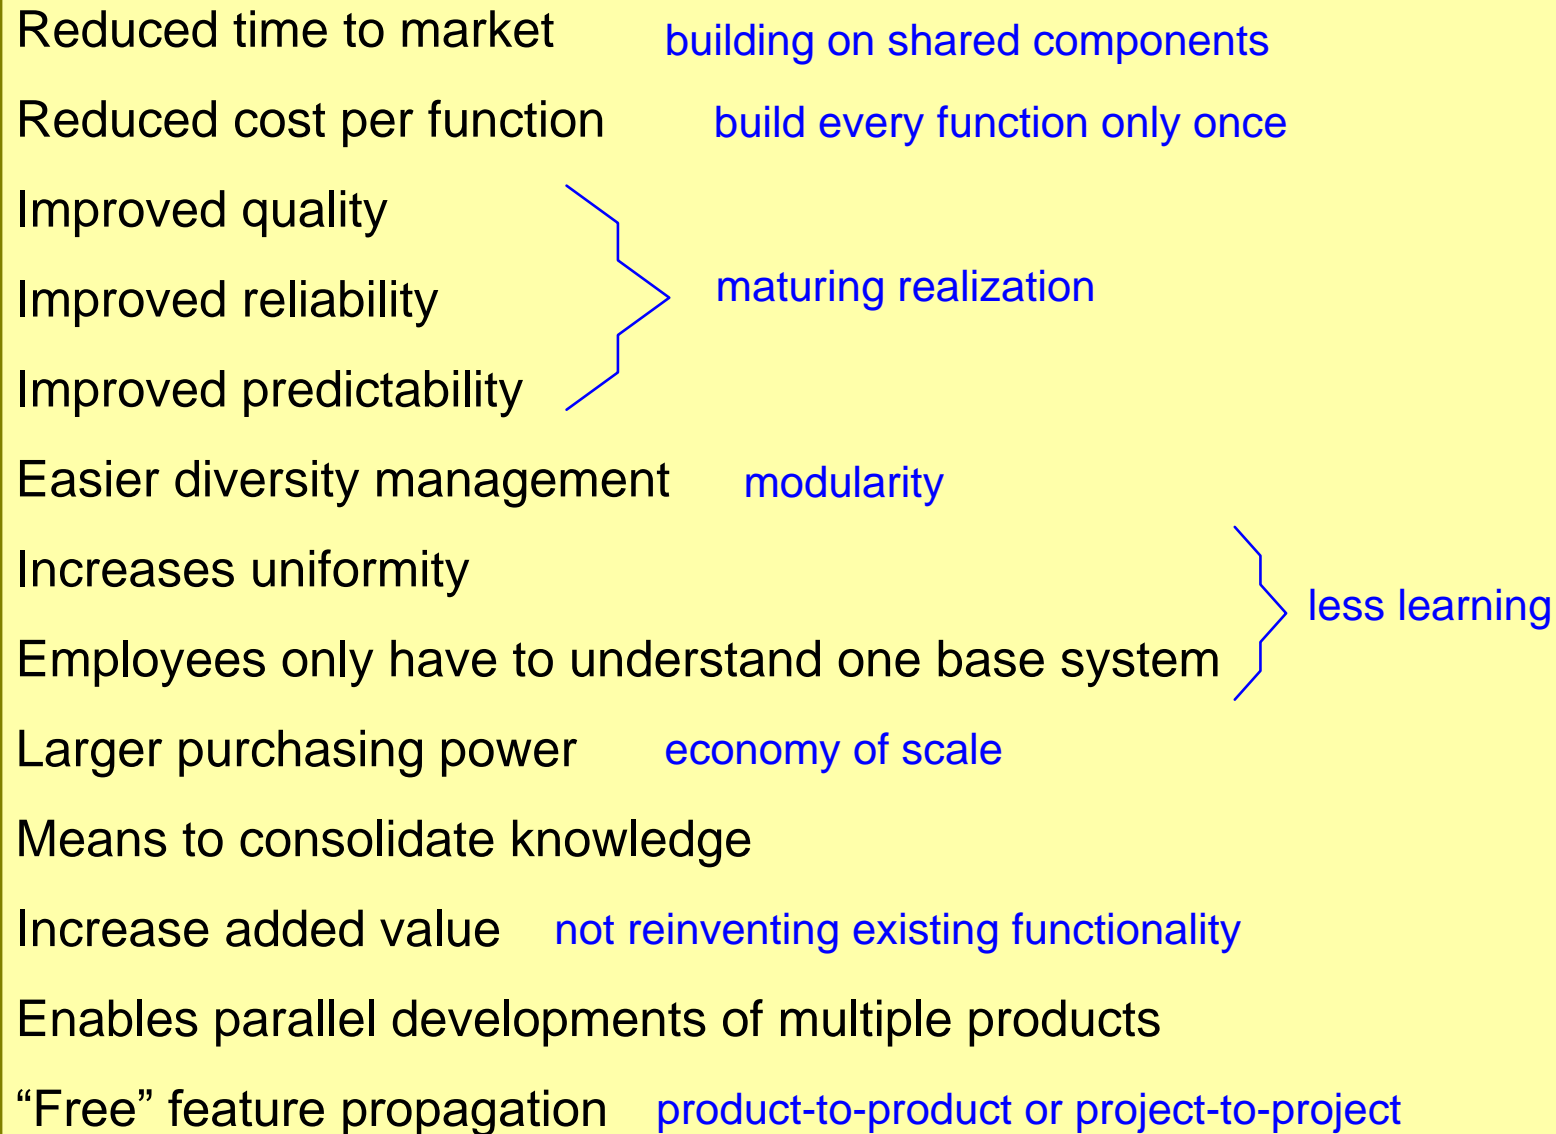 Reduced time to market building on shared components
Reduced cost per function build every function only once
Improved quality
Improved reliability maturing realization
Improved predictability
Easier diversity management modularity
Increases uniformity
less learning
Employees only have to understand one base system
Larger purchasing power economy of scale
Means to consolidate knowledge
Increase added value not reinventing existing functionality
Enables parallel developments of multiple products
“Free” feature propagation product-to-product or project-to-project